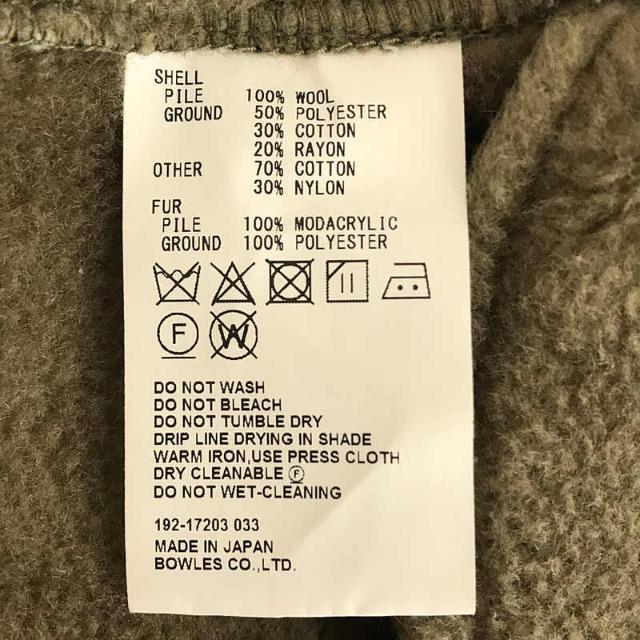 SHELL
PILE 100% WOOL
GROUND 50% POLYESTER
30% COTTON
20% RAYON
OTHER 70% COTTON
30% NYLON
FUR
PILE 100% MODACRYLIC
GROUND 100% POLYESTER
F W
DO NOT WASH
DO NOT BLEACH
DO NOT TUMBLE DRY
DRIP LINE DRYING IN SHADE
WARM IRON,USE PRESS CLOTH
DRY CLEANABLE Ⓕ
DO NOT WET-CLEANING
192-17203 033
MADE IN JAPAN
BOWLES CO.,LTD.